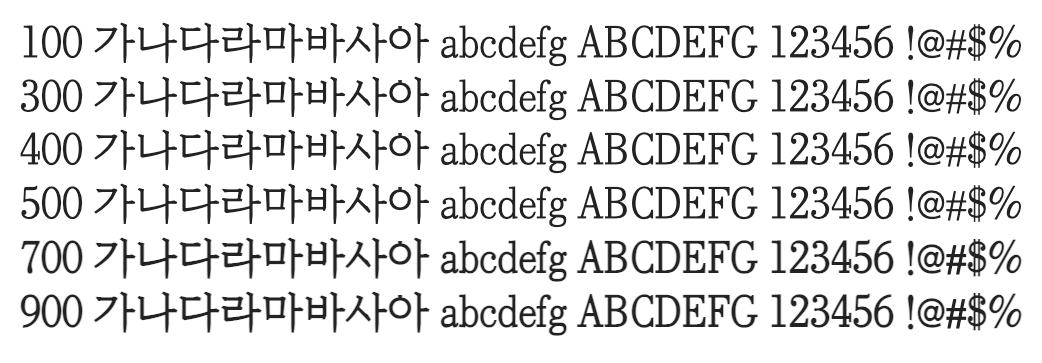 100 가나다라마바사아 abcdefg ABCDEFG 123456 !@#$%
300 가나다라마바사아 abcdefg ABCDEFG 123456 !@#$%
400 가나다라마바사아 abcdefg ABCDEFG 123456 !@#$%
500 가나다라마바사아 abcdefg ABCDEFG 123456 !@#$%
700 가나다라마바사아 abcdefg ABCDEFG 123456 !@#$%
900 가나다라마바사아 abcdefg ABCDEFG 123456 !@#$%